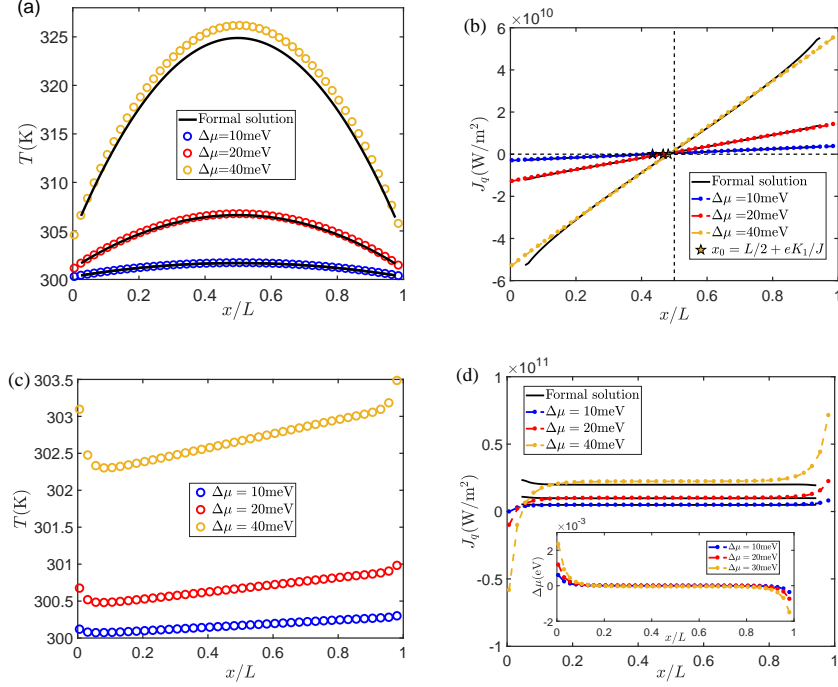 (a)
325
320
315
310
305
300
T(K)
Formal solution
Δμ=10meV
Δμ=20meV
Δμ=40meV
0 0.2 0.4 0.6 0.8 1
x/L
(b)
×10^10
6
4
2
0
-2
-4
-6
J_q(W/m^2)
Formal solution
Δμ = 10meV
Δμ = 20meV
Δμ = 40meV
x_0 = L/2 + eK_1/J
0 0.2 0.4 0.6 0.8 1
x/L
(c)
303.5
303
302.5
302
301.5
301
300.5
300
T(K)
Δμ = 10meV
Δμ = 20meV
Δμ = 40meV
0 0.2 0.4 0.6 0.8 1
x/L
(d)
×10^11
1
0.5
0
-0.5
-1
J_q(W/m^2)
Formal solution
Δμ = 10meV
Δμ = 20meV
Δμ = 40meV
×10^-3
2
0
-2
Δμ(eV)
Δμ = 10meV
Δμ = 20meV
Δμ = 30meV
0 0.2 0.4 0.6 0.8 1
x/L
0 0.2 0.4 0.6 0.8 1
x/L